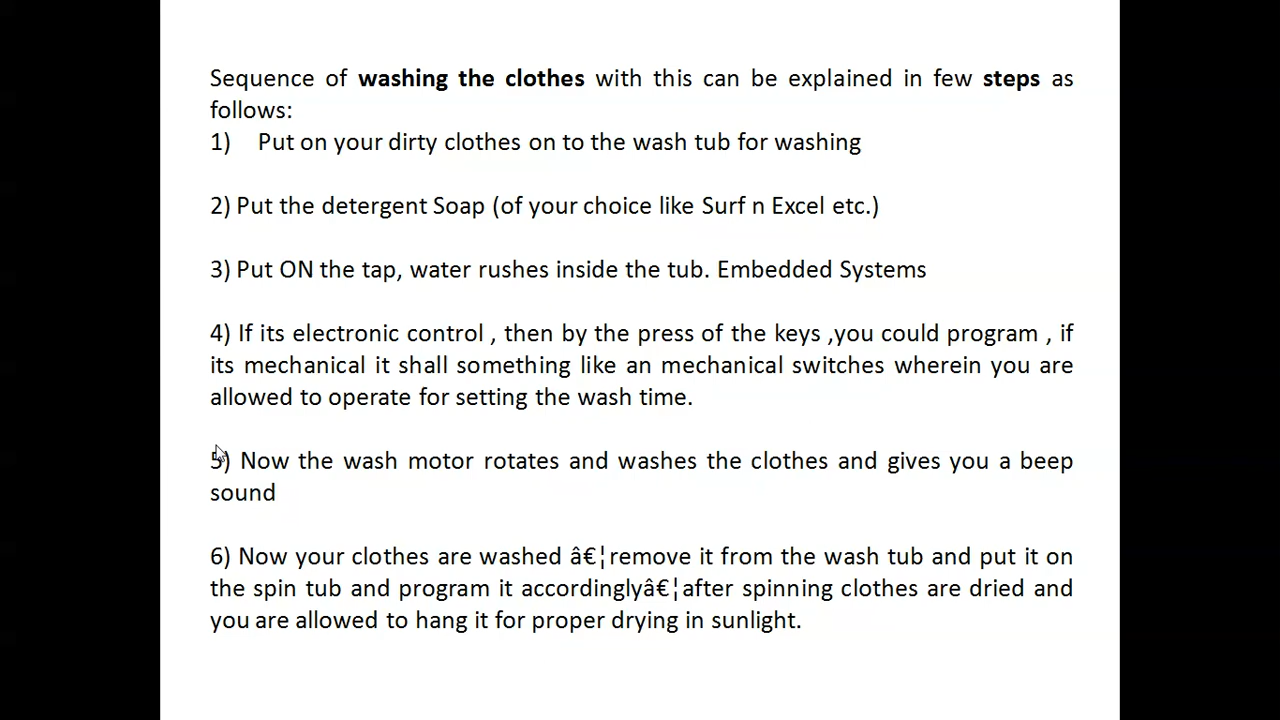 Sequence of washing the clothes with this can be explained in few steps as
follows:
1) Put on your dirty clothes on to the wash tub for washing
2) Put the detergent Soap (of your choice like Surf n Excel etc.)
3) Put ON the tap, water rushes inside the tub. Embedded Systems
4) If its electronic control , then by the press of the keys ,you could program , if
its mechanical it shall something like an mechanical switches wherein you are
allowed to operate for setting the wash time.
5) Now the wash motor rotates and washes the clothes and gives you a beep
sound
6) Now your clothes are washed â€¦remove it from the wash tub and put it on
the spin tub and program it accordinglyâ€¦after spinning clothes are dried and
you are allowed to hang it for proper drying in sunlight.